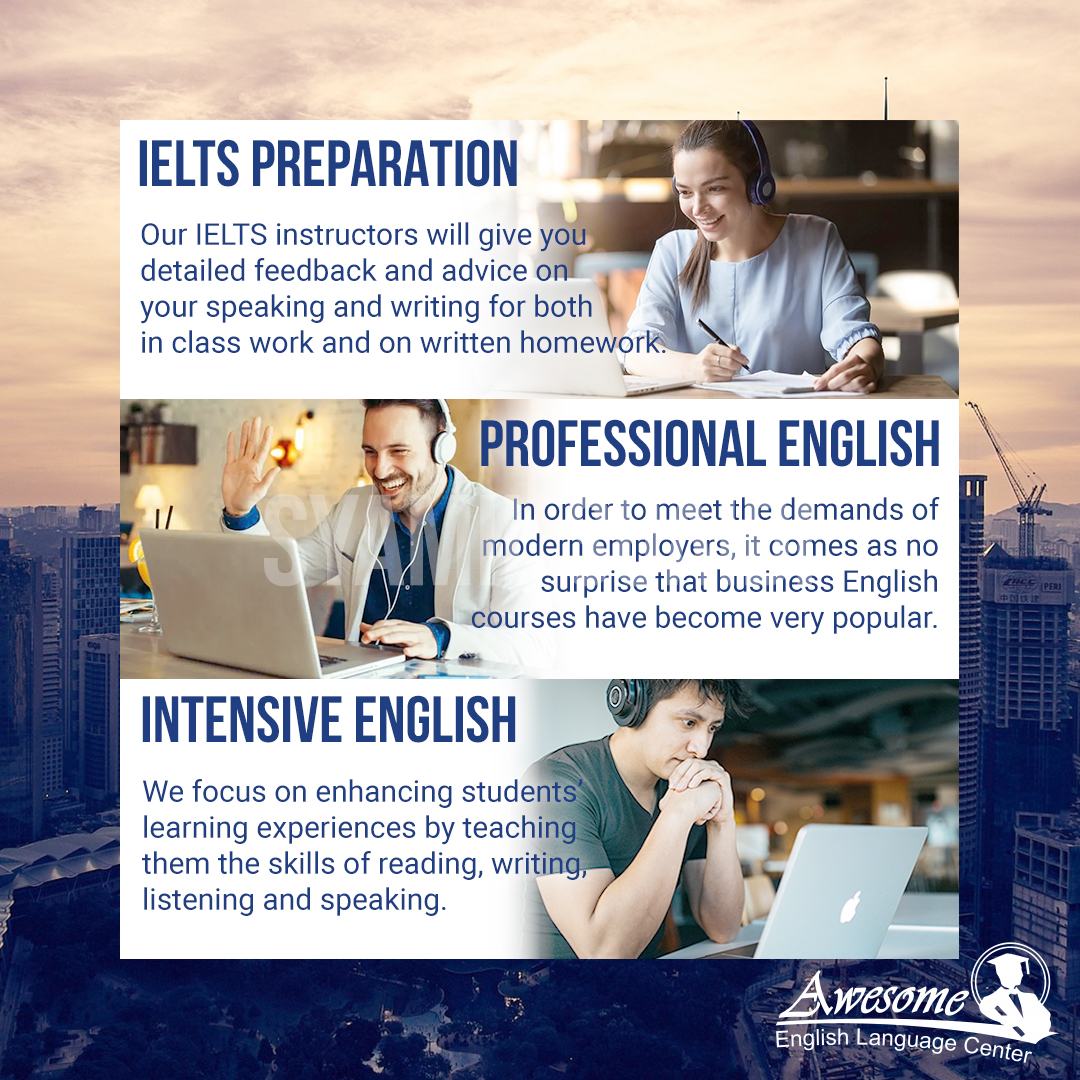 IELTS PREPARATION
Our IELTS instructors will give you
detailed feedback and advice on
your speaking and writing for both
in class work and on written homework.
PROFESSIONAL ENGLISH
In order to meet the demands of
modern employers, it comes as no
surprise that business English
courses have become very popular.
INTENSIVE ENGLISH
We focus on enhancing students’
learning experiences by teaching
them the skills of reading, writing,
listening and speaking.
Awesome
English Language Center
PERI